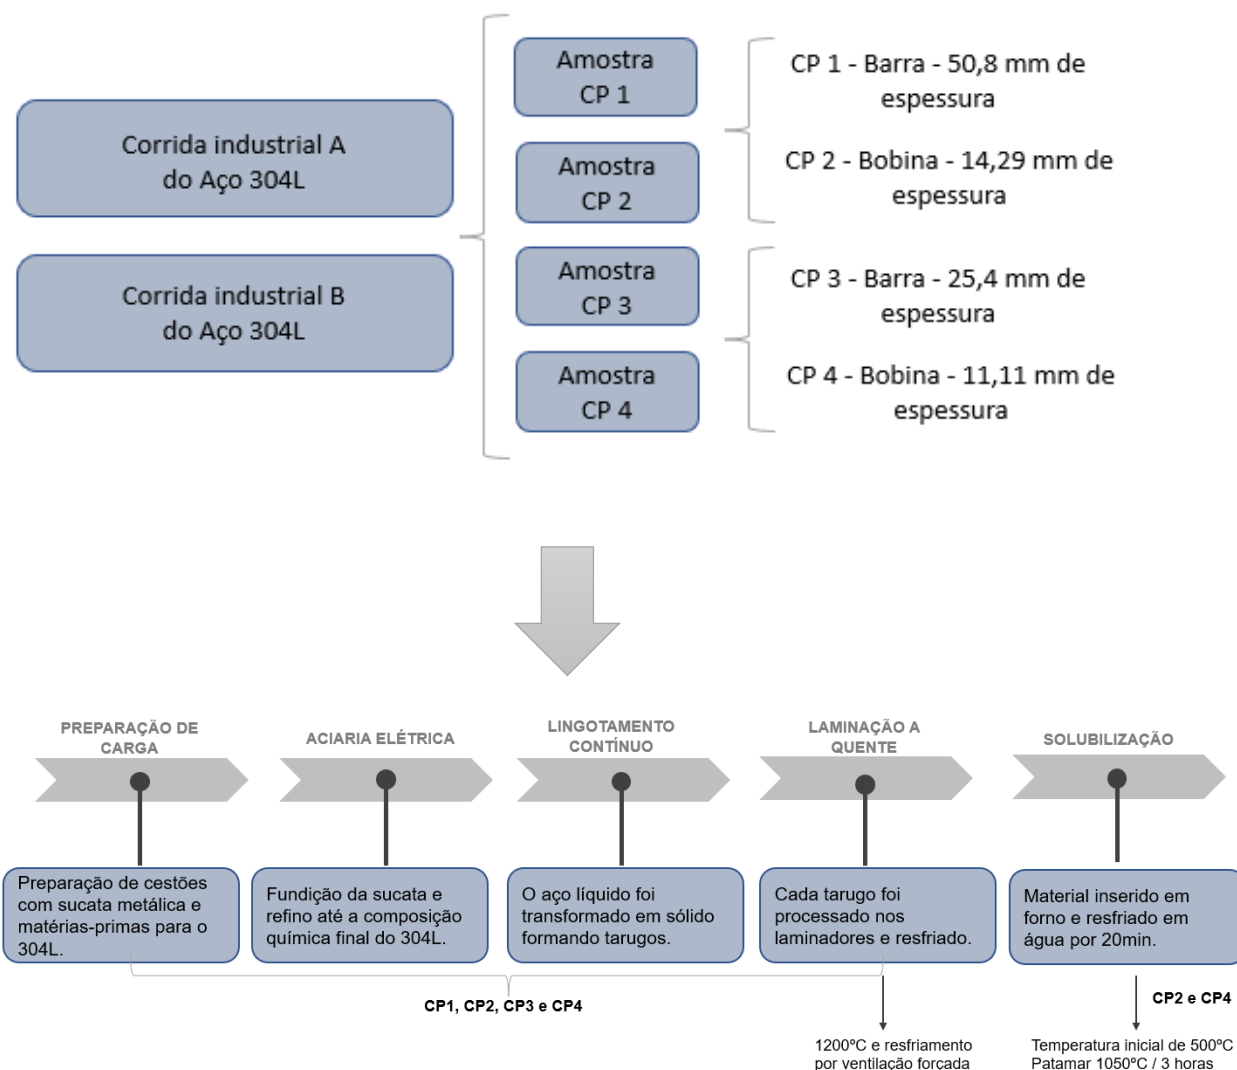 Corrida industrial A
do Aço 304L
Corrida industrial B
do Aço 304L
Amostra
CP 1
Amostra
CP 2
Amostra
CP 3
Amostra
CP 4
CP 1 - Barra - 50,8 mm de
espessura
CP 2 - Bobina - 14,29 mm de
espessura
CP 3 - Barra - 25,4 mm de
espessura
CP 4 - Bobina - 11,11 mm de
espessura
PREPARAÇÃO DE
CARGA
ACIARIA ELÉTRICA
LINGOTAMENTO
CONTÍNUO
LAMINAÇÃO A
QUENTE
SOLUBILIZAÇÃO
Preparação de cestões
com sucata metálica e
matérias-primas para o
304L.
Fundição da sucata e
refino até a composição
química final do 304L.
O aço líquido foi
transformado em sólido
formando tarugos.
Cada tarugo foi
processado nos
laminadores e resfriado.
Material inserido em
forno e resfriado em
água por 20min.
CP1, CP2, CP3 e CP4
CP2 e CP4
1200ºC e resfriamento
por ventilação forçada
Temperatura inicial de 500ºC
Patamar 1050ºC / 3 horas